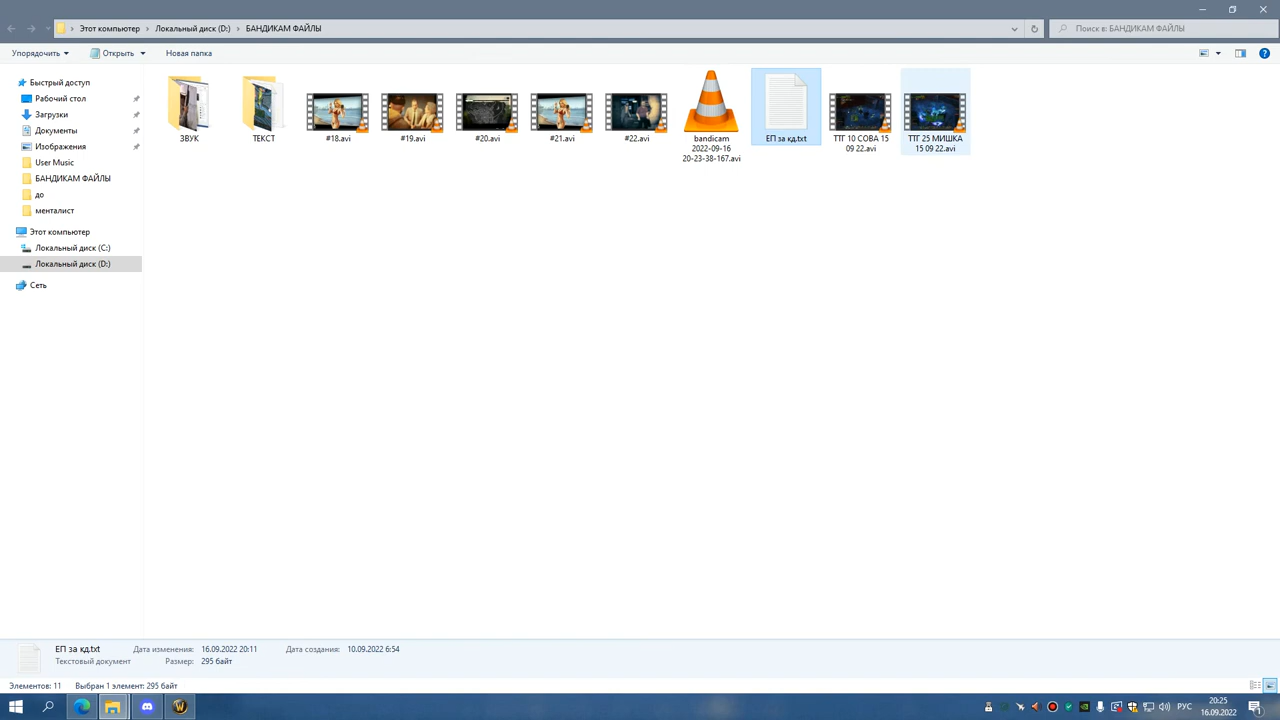 Этот компьютер
Локальный диск (D:)
БАНДИКАМ ФАЙЛЫ
Поиск в: БАНДИКАМ ФАЙЛЫ
Упорядочить
Открыть
Новая папка
Быстрый доступ
Рабочий стол
Загрузки
Документы
Изображения
User Music
БАНДИКАМ ФАЙЛЫ
до
менталист
Этот компьютер
Локальный диск (C:)
Локальный диск (D:)
Сеть
ЗВУК
ТЕКСТ
#18.avi
#19.avi
#20.avi
#21.avi
#22.avi
bandicam
2022-09-16
20-23-38-167.avi
ЕП за кд.txt
ТТГ 10 СОВА 15
09 22.avi
ТТГ 25 МИШКА
15 09 22.avi
ЕП за кд.txt
Дата изменения: 16.09.2022 20:11
Дата создания: 10.09.2022 6:54
Текстовый документ
Размер: 295 байт
Элементов: 11
Выбран 1 элемент: 295 байт
РУС
20:25
16.09.2022